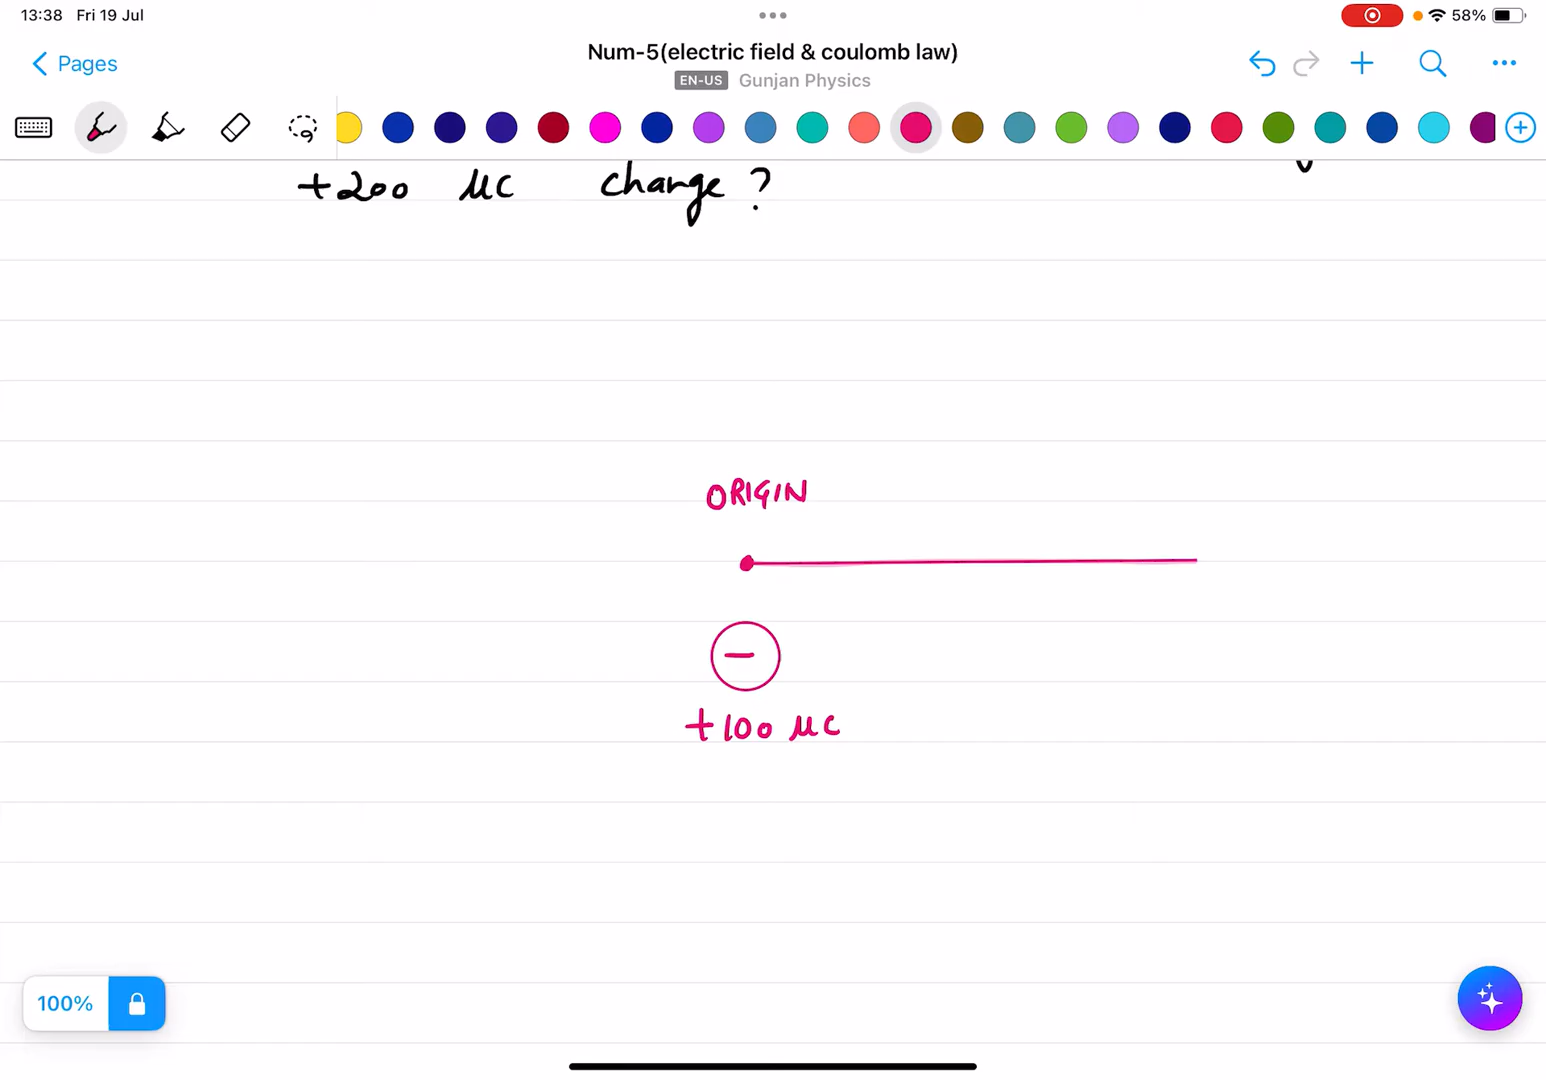 13:38 Fri 19 Jul
58%
Pages
Num-5(electric field & coulomb law)
EN-US Gunjan Physics
+200 μC change ?
ORIGIN
−
+100 μC
100%